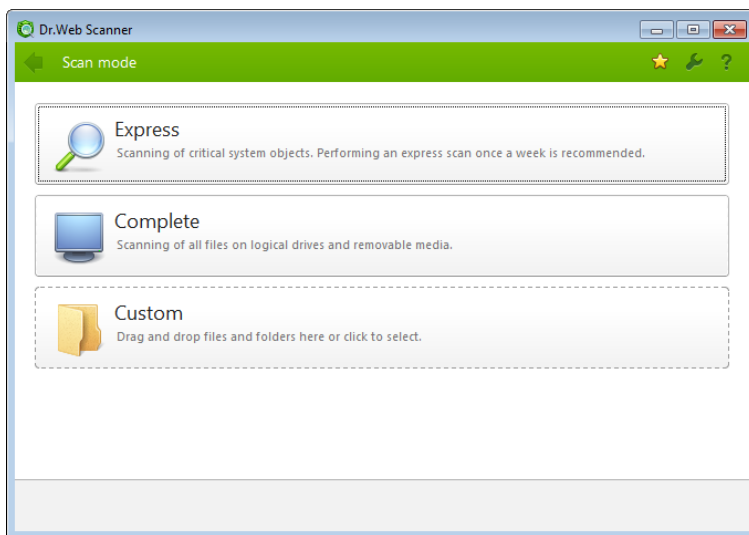 Dr.Web Scanner
Scan mode
?
Express
Scanning of critical system objects. Performing an express scan once a week is recommended.
Complete
Scanning of all files on logical drives and removable media.
Custom
Drag and drop files and folders here or click to select.